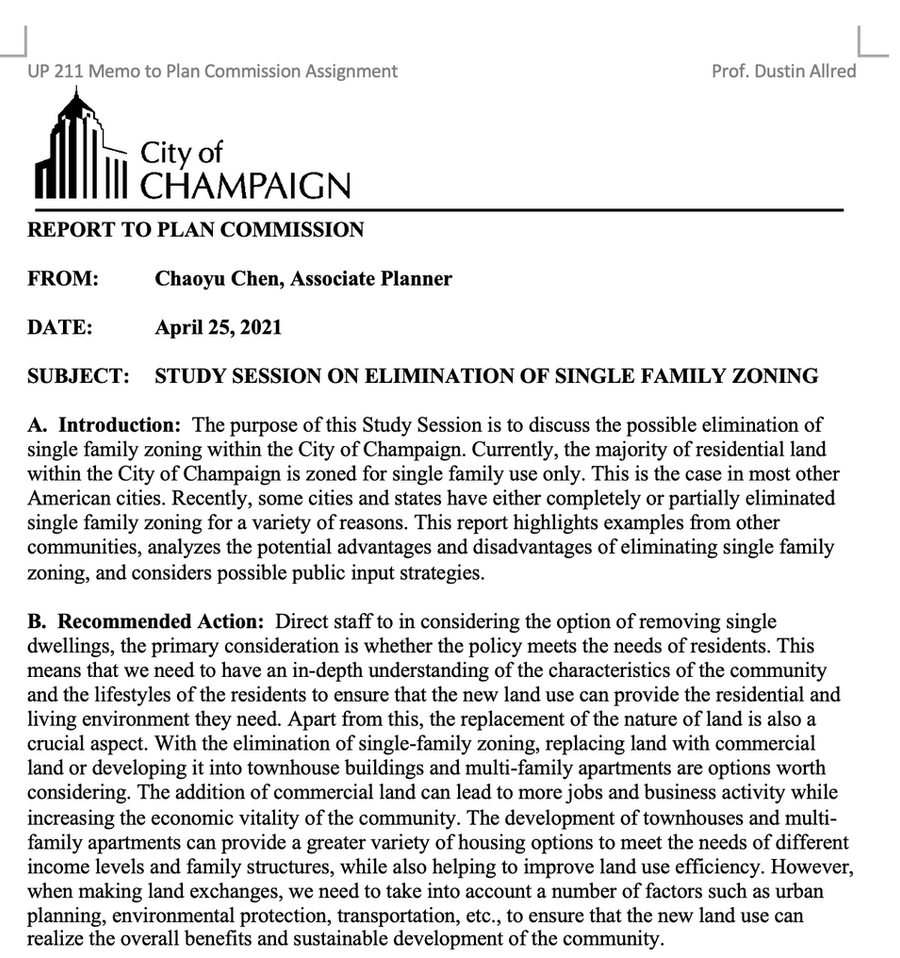 UP 211 Memo to Plan Commission Assignment Prof. Dustin Allred
City of
CHAMPAIGN
REPORT TO PLAN COMMISSION
FROM: Chaoyu Chen, Associate Planner
DATE: April 25, 2021
SUBJECT: STUDY SESSION ON ELIMINATION OF SINGLE FAMILY ZONING
A. Introduction: The purpose of this Study Session is to discuss the possible elimination of
single family zoning within the City of Champaign. Currently, the majority of residential land
within the City of Champaign is zoned for single family use only. This is the case in most other
American cities. Recently, some cities and states have either completely or partially eliminated
single family zoning for a variety of reasons. This report highlights examples from other
communities, analyzes the potential advantages and disadvantages of eliminating single family
zoning, and considers possible public input strategies.
B. Recommended Action: Direct staff to in considering the option of removing single
dwellings, the primary consideration is whether the policy meets the needs of residents. This
means that we need to have an in-depth understanding of the characteristics of the community
and the lifestyles of the residents to ensure that the new land use can provide the residential and
living environment they need. Apart from this, the replacement of the nature of land is also a
crucial aspect. With the elimination of single-family zoning, replacing land with commercial
land or developing it into townhouse buildings and multi-family apartments are options worth
considering. The addition of commercial land can lead to more jobs and business activity while
increasing the economic vitality of the community. The development of townhouses and multi-
family apartments can provide a greater variety of housing options to meet the needs of different
income levels and family structures, while also helping to improve land use efficiency. However,
when making land exchanges, we need to take into account a number of factors such as urban
planning, environmental protection, transportation, etc., to ensure that the new land use can
realize the overall benefits and sustainable development of the community.